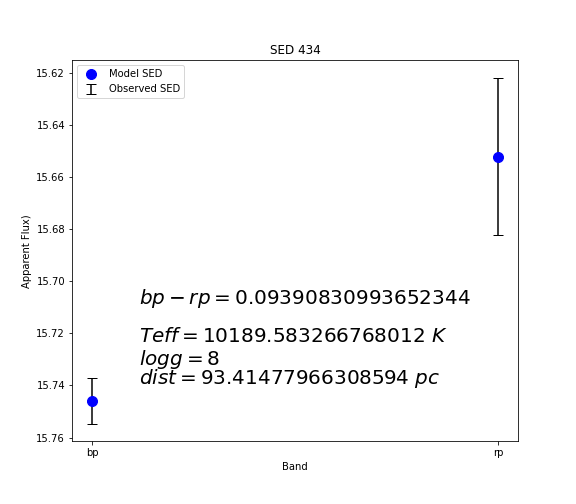 SED 434
15.62
15.64
15.66
15.68
15.70
15.72
15.74
15.76
Apparent Flux)
Model SED
Observed SED
bp − rp = 0.09390830993652344
Teff = 10189.583266768012 K
logg = 8
dist = 93.41477966308594 pc
bp
rp
Band